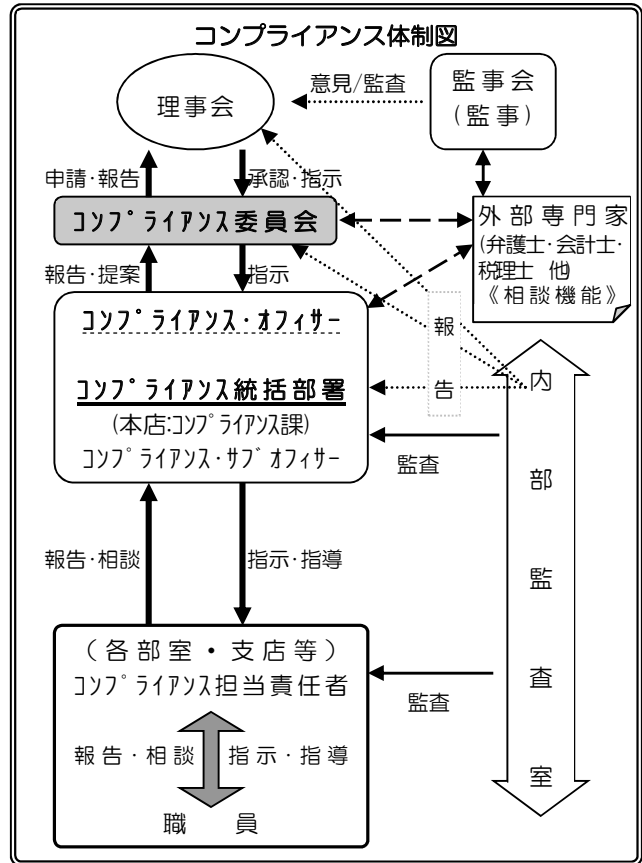 コンプライアンス体制図
理事会
意見/監査
監事会
(監事)
申請・報告
承認・指示
ｺﾝﾌﾟﾗｲｱﾝｽ委員会
外部専門家
(弁護士・会計士・
税理士 他)
《相談機能》
報告・提案
指示
ｺﾝﾌﾟﾗｲｱﾝｽ・ｵﾌｨｻｰ
ｺﾝﾌﾟﾗｲｱﾝｽ統括部署
(本店:ｺﾝﾌﾟﾗｲｱﾝｽ課)
ｺﾝﾌﾟﾗｲｱﾝｽ・ｻﾌﾞｵﾌｨｻｰ
報告
監査
内部監査室
報告・相談
指示・指導
(各部室・支店等)
ｺﾝﾌﾟﾗｲｱﾝｽ担当責任者
監査
報告・相談
指示・指導
職員